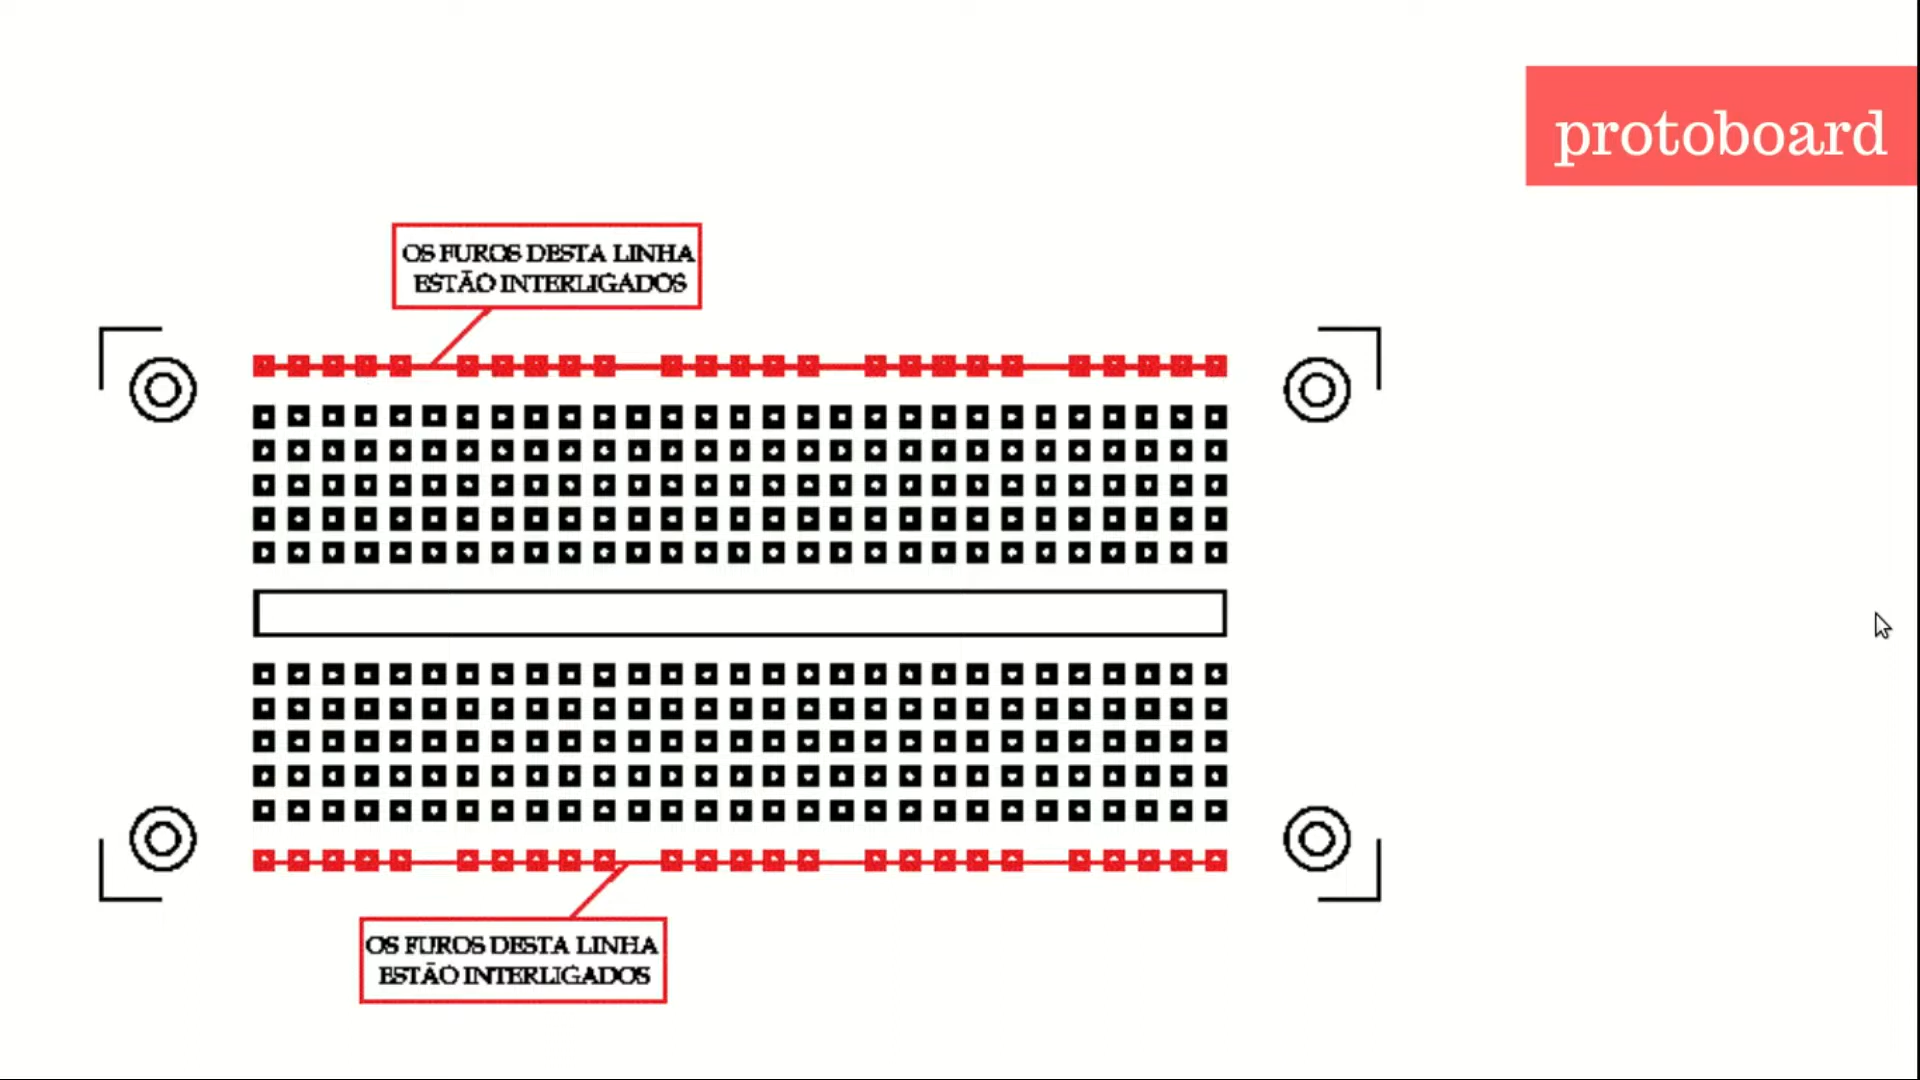 protoboard
OS FUROS DESTA LINHA
ESTÃO INTERLIGADOS
OS FUROS DESTA LINHA
ESTÃO INTERLIGADOS